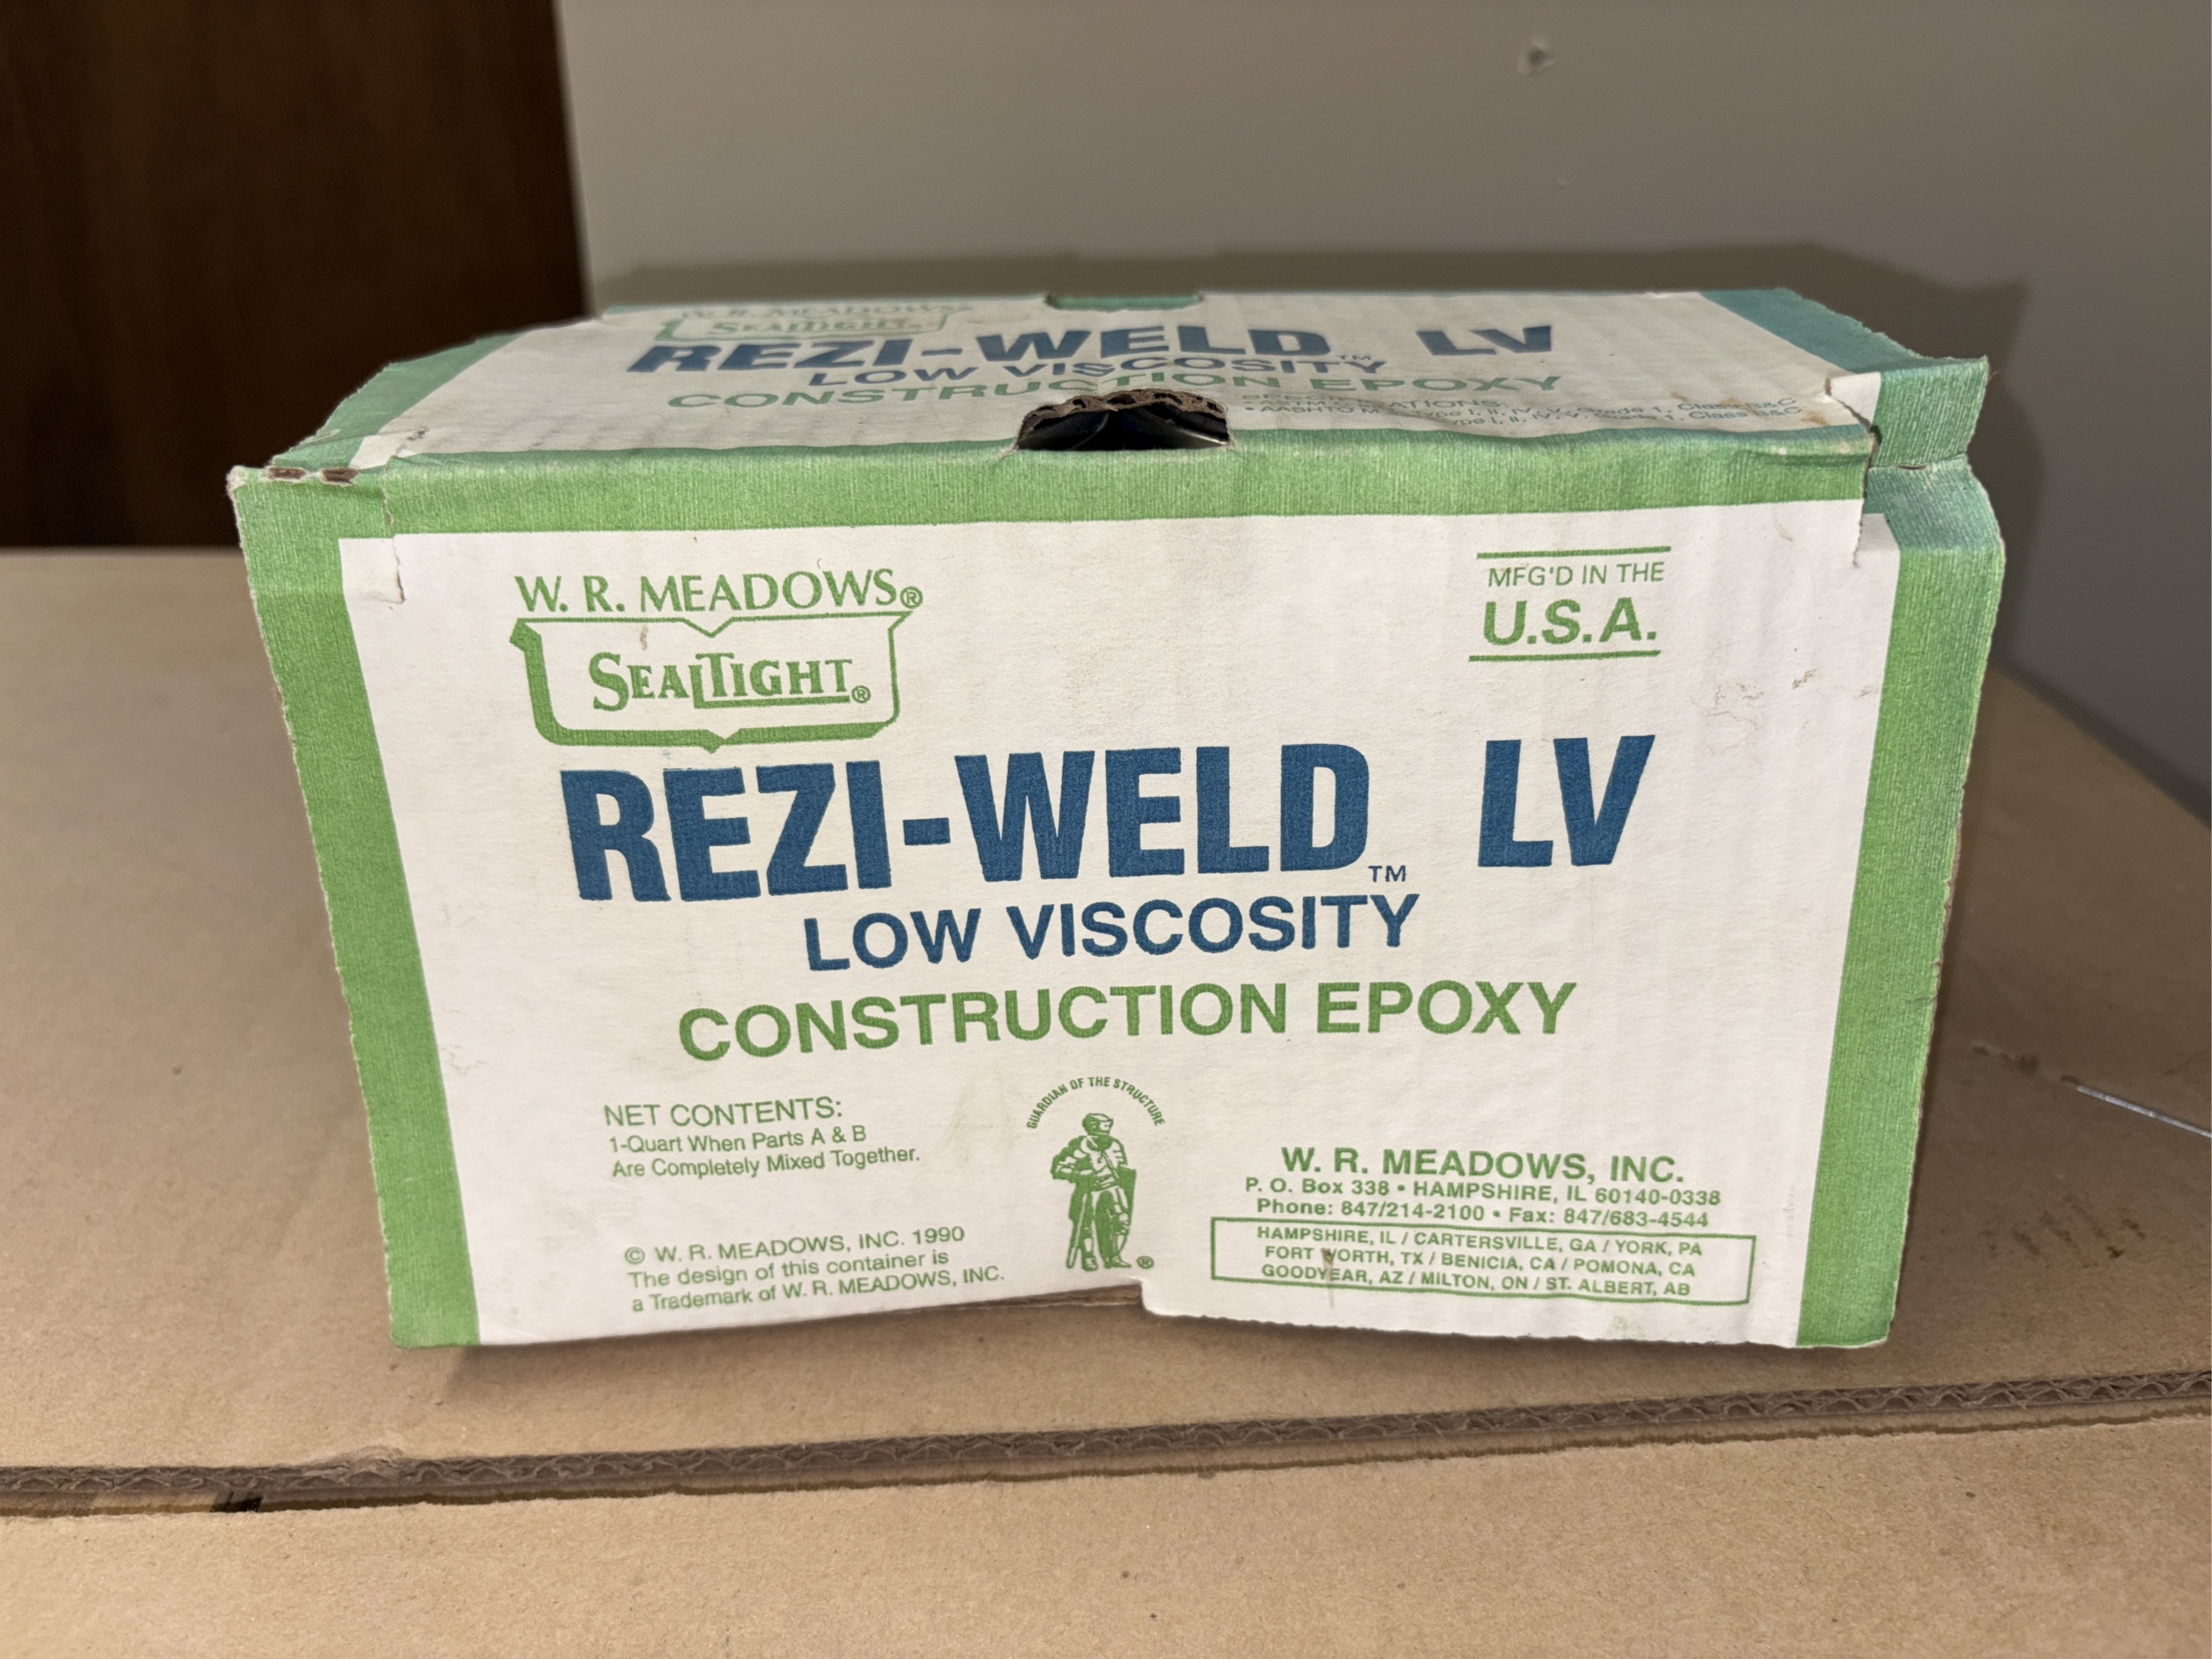 W. R. MEADOWS
SEALTIGHT
REZI-WELD™ LV
LOW VISCOSITY
CONSTRUCTION EPOXY
W. R. MEADOWS®
SEALTIGHT®
MFG'D IN THE
U.S.A.
REZI-WELD™ LV
LOW VISCOSITY
CONSTRUCTION EPOXY
NET CONTENTS:
1-Quart When Parts A & B
Are Completely Mixed Together.
GUARDIAN OF THE STRUCTURE
®
© W. R. MEADOWS, INC. 1990
The design of this container is
a Trademark of W. R. MEADOWS, INC.
W. R. MEADOWS, INC.
P. O. Box 338 • HAMPSHIRE, IL 60140-0338
Phone: 847/214-2100 • Fax: 847/683-4544
HAMPSHIRE, IL / CARTERSVILLE, GA / YORK, PA
FORT WORTH, TX / BENICIA, CA / POMONA, CA
GOODYEAR, AZ / MILTON, ON / ST. ALBERT, AB